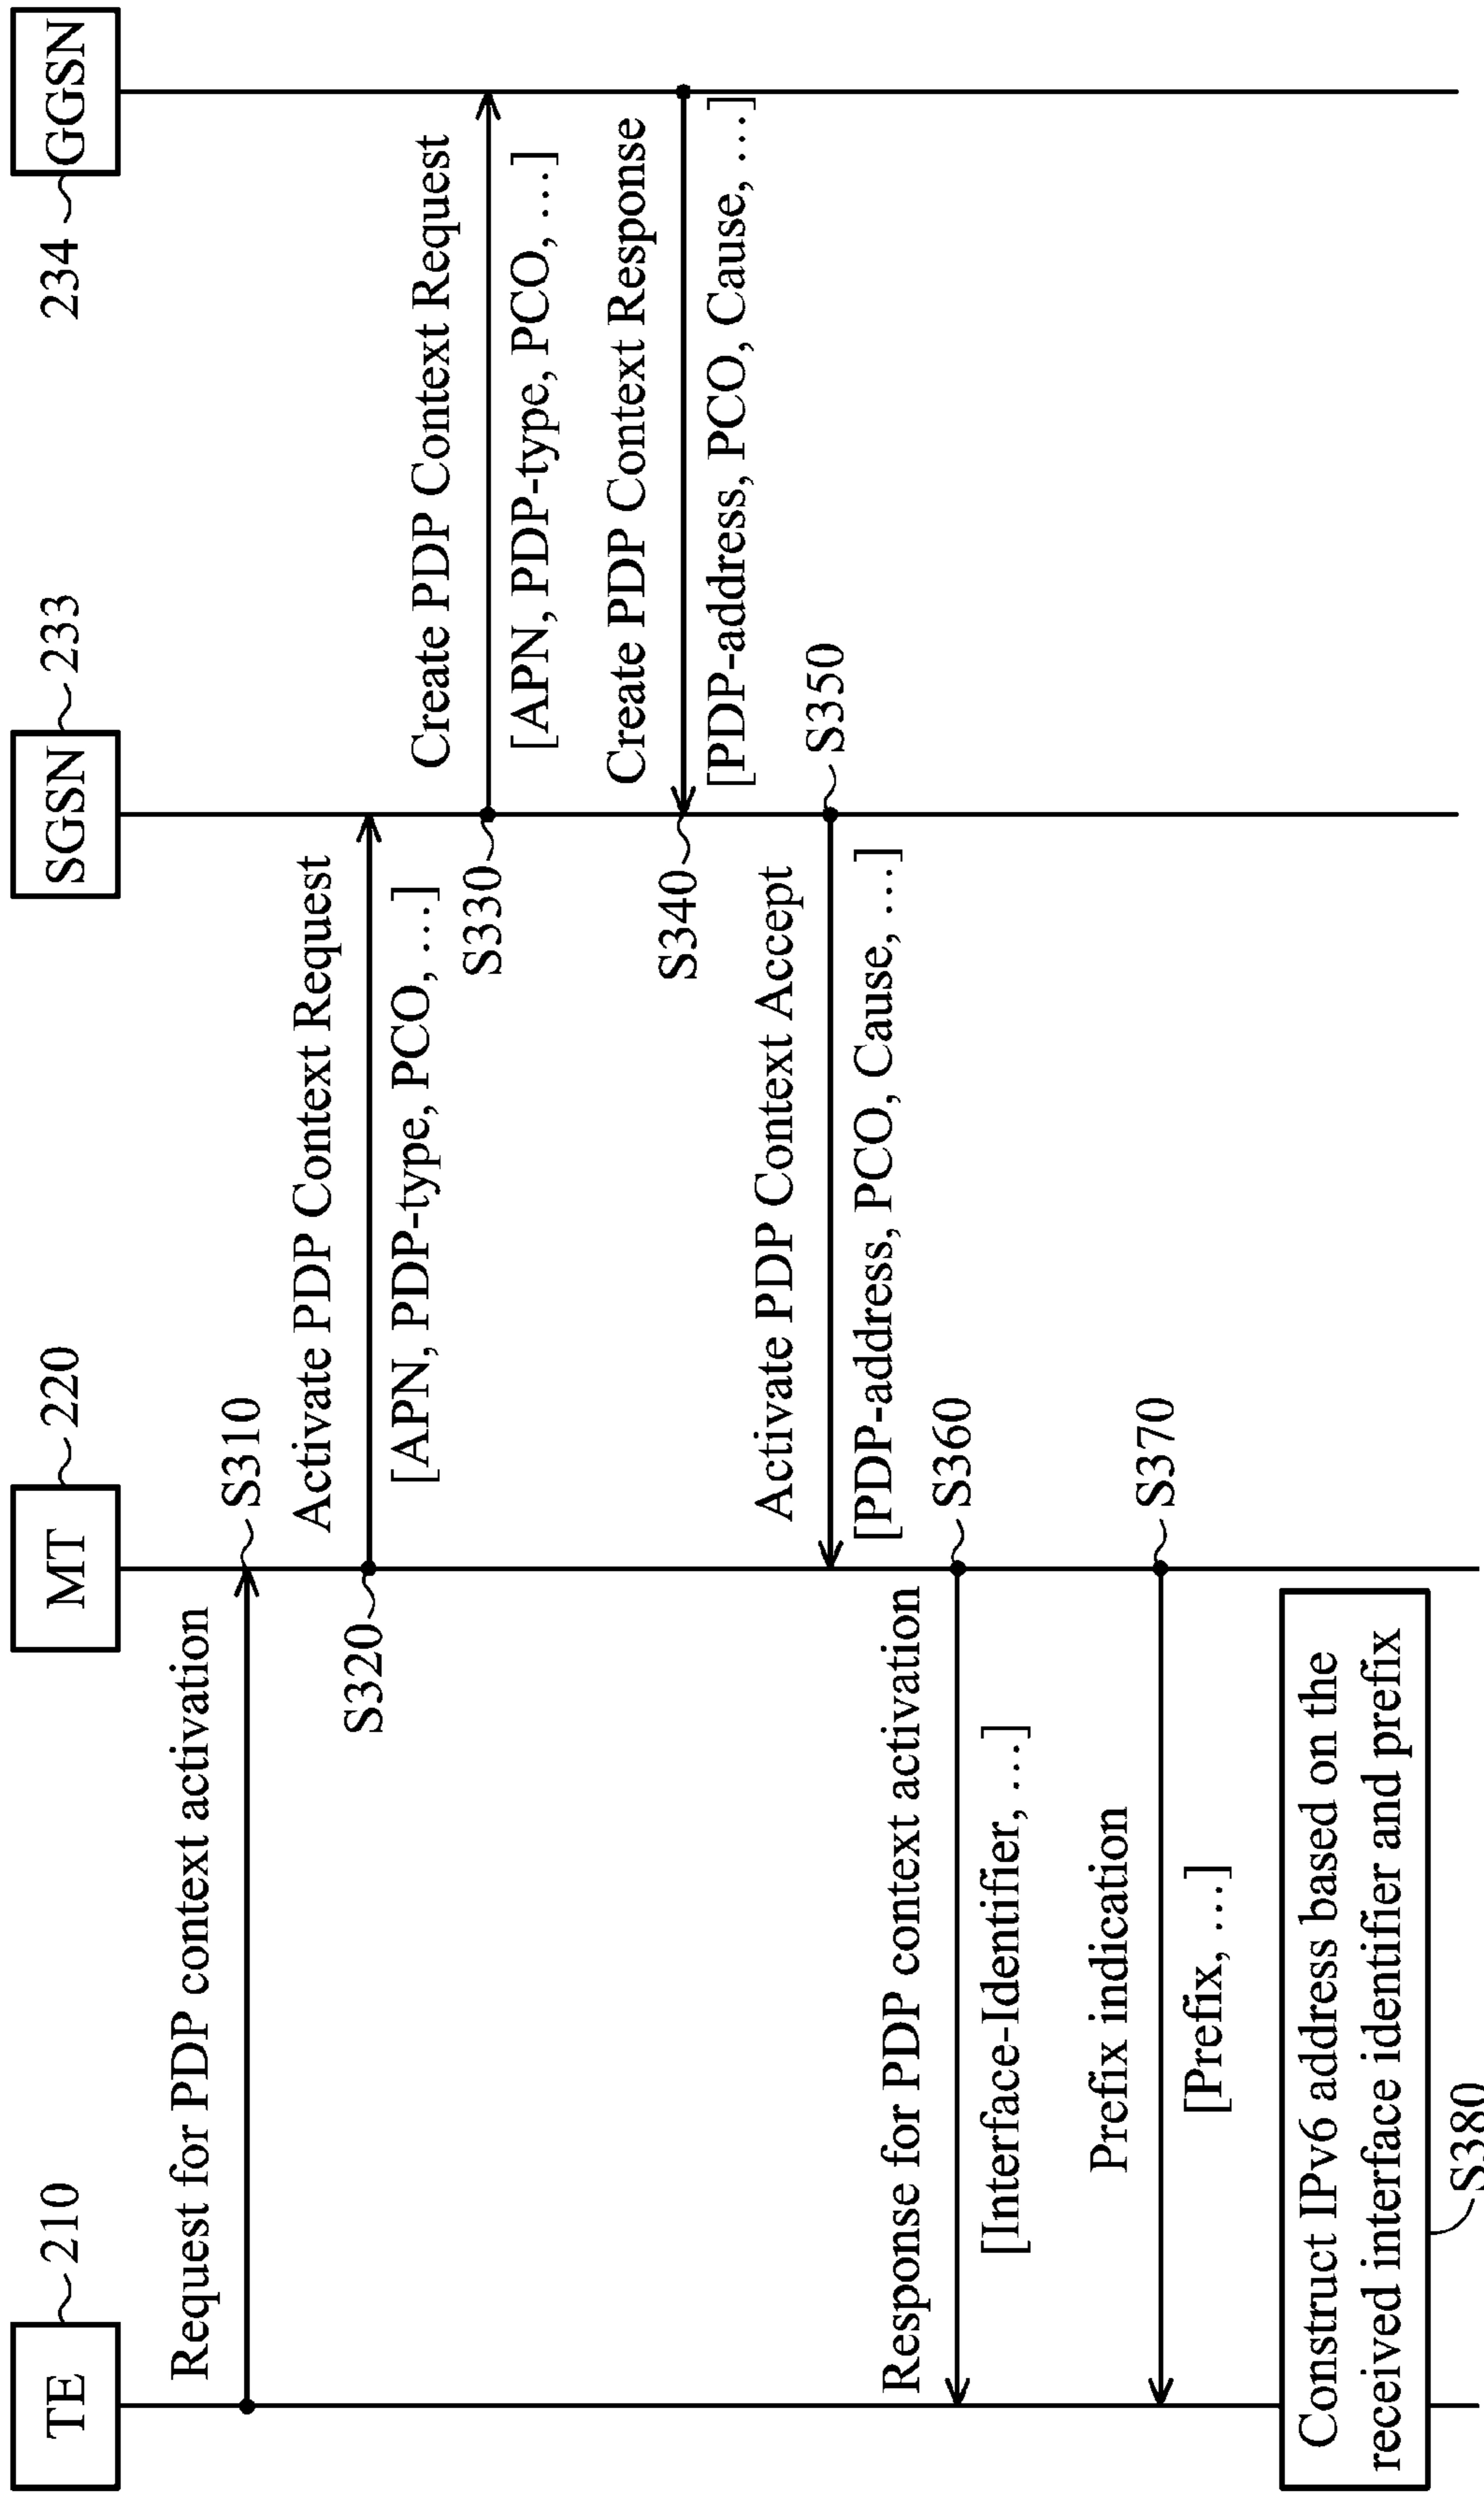 TE
210
MT
220
SGSN
233
GGSN
234
Request for PDP context activation
S310
Activate PDP Context Request
S320
[APN, PDP-type, PCO, ...]
Create PDP Context Request
S330
[APN, PDP-type, PCO, ...]
Create PDP Context Response
S340
[PDP-address, PCO, Cause, ...]
Activate PDP Context Accept
S350
[PDP-address, PCO, Cause, ...]
Response for PDP context activation
S360
[Interface-Identifier, ...]
Prefix indication
S370
[Prefix, ...]
Construct IPv6 address based on the
received interface identifier and prefix
S380